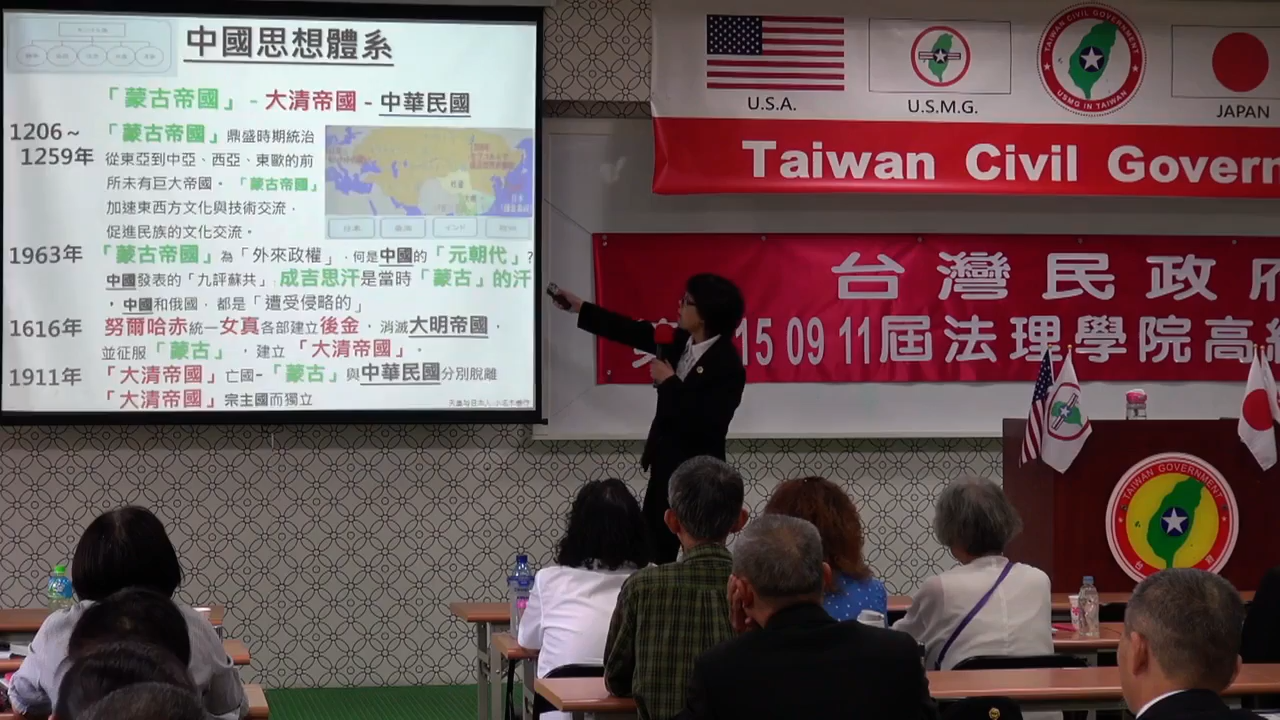 中國思想體系
「蒙古帝國」-大清帝國-中華民國
1206～
1259年
「蒙古帝國」鼎盛時期統治
從東亞到中亞、西亞、東歐的前
所未有巨大帝國。「蒙古帝國」
加速東西方文化與技術交流．
促進民族的文化交流。
1963年
「蒙古帝國」為「外來政權」．何是中國的「元朝代」?
中國發表的「九評蘇共」成吉思汗是當時「蒙古」的汗
，中國和俄國．都是「遭受侵略的」
1616年
努爾哈赤統一女真各部建立後金．消滅大明帝國．
並征服「蒙古」，建立「大清帝國」。
1911年
「大清帝國」亡國-「蒙古」與中華民國分別脫離
「大清帝國」宗主國而獨立
U.S.A.
U.S.M.G.
TAIWAN CIVIL GOVERNMENT
USMG IN TAIWAN
JAPAN
Taiwan Civil Govern
台灣民政府
15 09 11屆法理學院高
TAIWAN GOVERNMENT